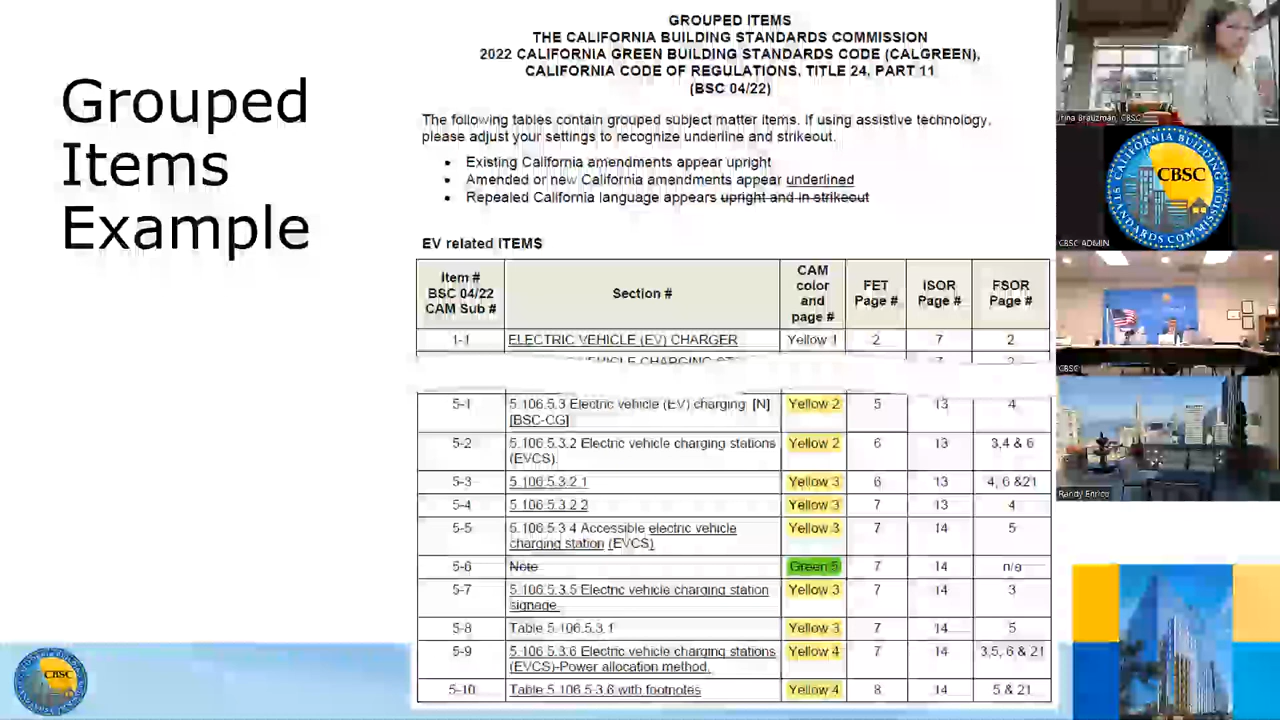 Grouped
Items
Example
GROUPED ITEMS
THE CALIFORNIA BUILDING STANDARDS COMMISSION
2022 CALIFORNIA GREEN BUILDING STANDARDS CODE (CALGREEN),
CALIFORNIA CODE OF REGULATIONS, TITLE 24, PART 11
(BSC 04/22)
The following tables contain grouped subject matter items. If using assistive technology,
please adjust your settings to recognize underline and strikeout.
• Existing California amendments appear upright
• Amended or new California amendments appear underlined
• Repealed California language appears upright and in strikeout
EV related ITEMS
Item # BSC 04/22 CAM Sub # Section # CAM color and page # FET Page # ISOR Page # FSOR Page #
1-1 ELECTRIC VEHICLE (EV) CHARGER Yellow 1 2 7 2
VEHICLE CHARGING 7 2
5-1 5.106.5.3 Electric vehicle (EV) charging. [N] Yellow 2 5 13 4
[BSC-CG]
5-2 5.106.5.3.2 Electric vehicle charging stations Yellow 2 6 13 3,4 & 6
(EVCS).
5-3 5.106.5.3.2.1 Yellow 3 6 13 4, 6 &21
5-4 5.106.5.3.2.2 Yellow 3 7 13 4
5-5 5.106.5.3.4 Accessible electric vehicle Yellow 3 7 14 5
charging station (EVCS)
5-6 Note Green 5 7 14 n/a
5-7 5.106.5.3.5 Electric vehicle charging station Yellow 3 7 14 3
signage.
5-8 Table 5.106.5.3.1 Yellow 3 7 14 5
5-9 5.106.5.3.6 Electric vehicle charging stations Yellow 4 7 14 3,5, 6 & 21
(EVCS)-Power allocation method.
5-10 Table 5.106.5.3.6 with footnotes Yellow 4 8 14 5 & 21
Irina Brauzman, CBSC
CALIFORNIA BUILDING STANDARDS COMMISSION
CBSC
CBSC ADMIN
CBSC
Randy Enrico
CBSC